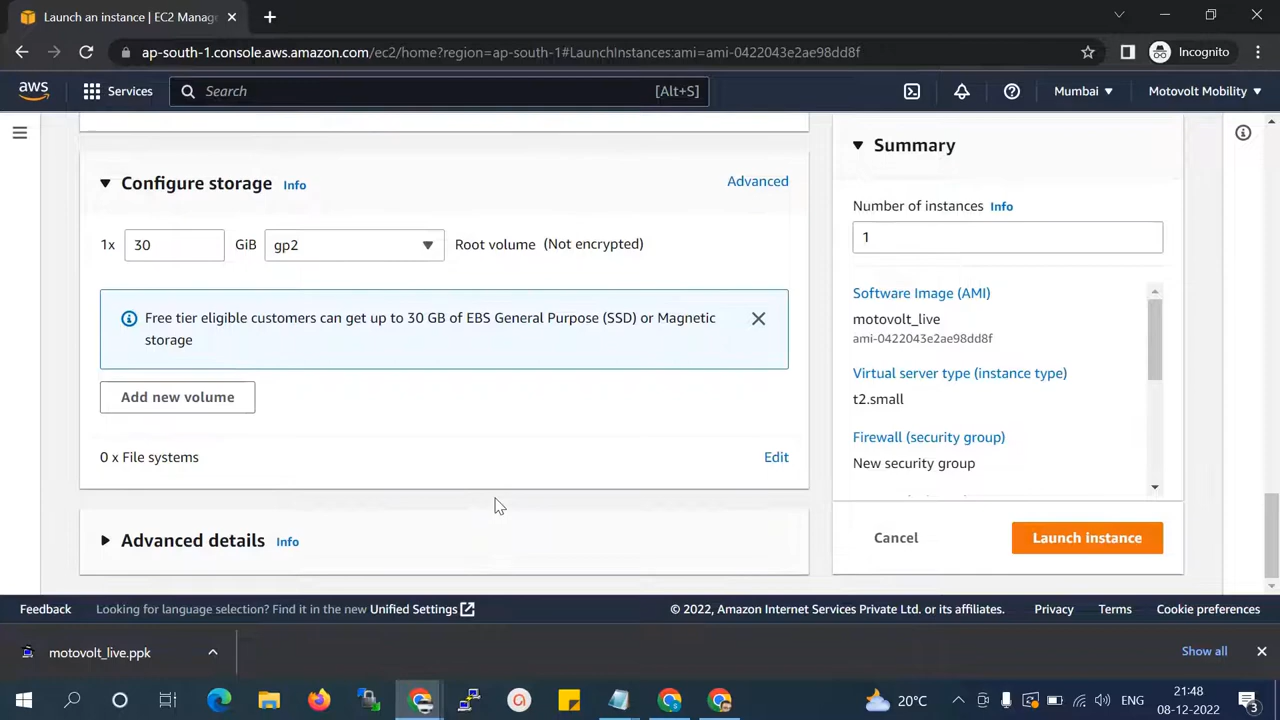 Launch an instance | EC2 Manag
ap-south-1.console.aws.amazon.com/ec2/home?region=ap-south-1#LaunchInstances:ami=ami-0422043e2ae98dd8f
Incognito
aws
Services
Search
[Alt+S]
Mumbai
Motovolt Mobility
Configure storage
Info
Advanced
1x
30
GiB
gp2
Root volume (Not encrypted)
Free tier eligible customers can get up to 30 GB of EBS General Purpose (SSD) or Magnetic
storage
Add new volume
0 x File systems
Edit
Advanced details
Info
Summary
Number of instances
Info
1
Software Image (AMI)
motovolt_live
ami-0422043e2ae98dd8f
Virtual server type (instance type)
t2.small
Firewall (security group)
New security group
Cancel
Launch instance
Feedback
Looking for language selection? Find it in the new Unified Settings
© 2022, Amazon Internet Services Private Ltd. or its affiliates.
Privacy
Terms
Cookie preferences
motovolt_live.ppk
Show all
20°C
ENG
21:48
08-12-2022
3